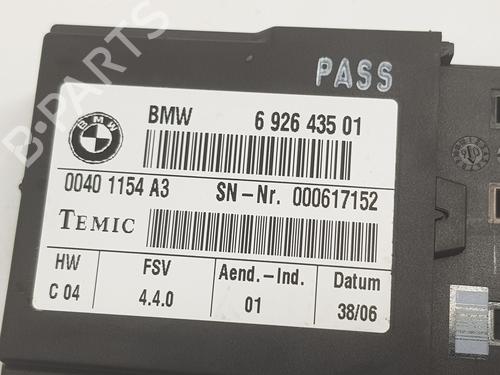 PASS
BMW 6 926 435 01
BMW
0040 1154 A3 SN-Nr. 000617152
TEMIC
HW FSV Aend.-Ind. Datum
C 04 4.4.0 01 38/06
B-PARTS